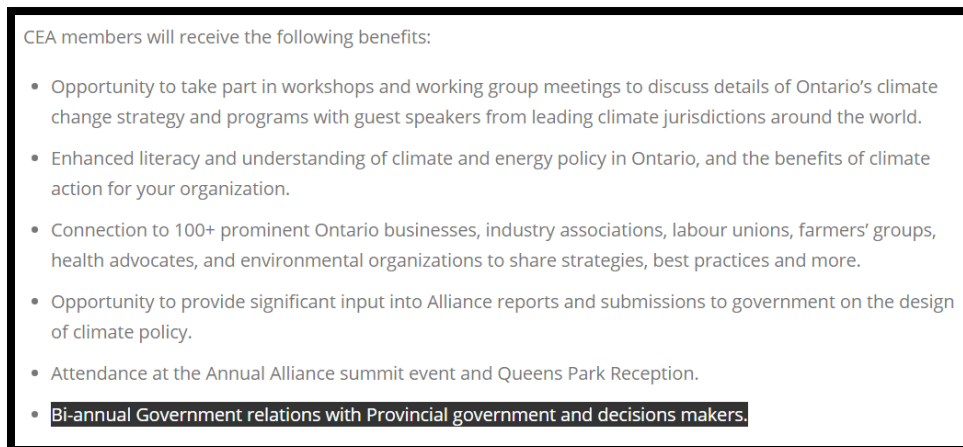 CEA members will receive the following benefits:
• Opportunity to take part in workshops and working group meetings to discuss details of Ontario’s climate
change strategy and programs with guest speakers from leading climate jurisdictions around the world.
• Enhanced literacy and understanding of climate and energy policy in Ontario, and the benefits of climate
action for your organization.
• Connection to 100+ prominent Ontario businesses, industry associations, labour unions, farmers’ groups,
health advocates, and environmental organizations to share strategies, best practices and more.
• Opportunity to provide significant input into Alliance reports and submissions to government on the design
of climate policy.
• Attendance at the Annual Alliance summit event and Queens Park Reception.
• Bi-annual Government relations with Provincial government and decisions makers.